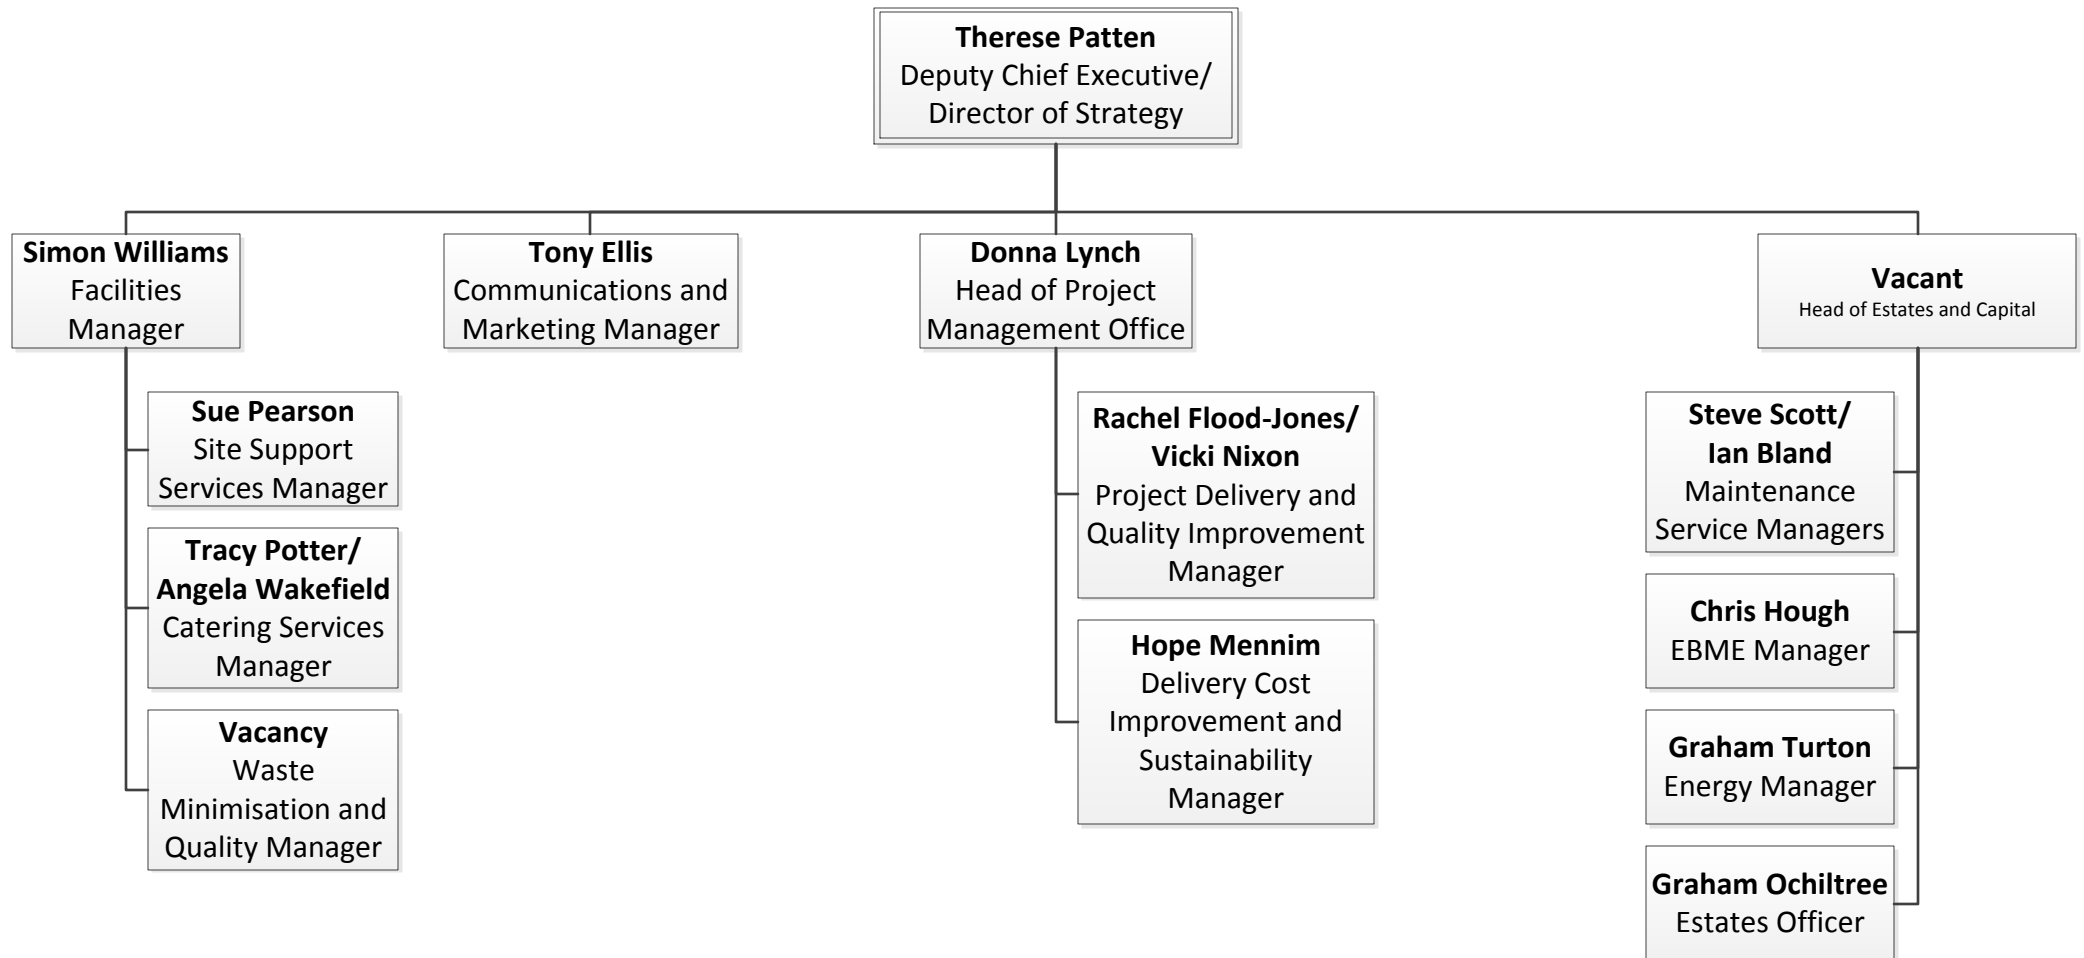 Therese Patten
Deputy Chief Executive/
Director of Strategy
Simon Williams
Facilities
Manager
Tony Ellis
Communications and
Marketing Manager
Donna Lynch
Head of Project
Management Office
Vacant
Head of Estates and Capital
Sue Pearson
Site Support
Services Manager
Tracy Potter/
Angela Wakefield
Catering Services
Manager
Vacancy
Waste
Minimisation and
Quality Manager
Rachel Flood-Jones/
Vicki Nixon
Project Delivery and
Quality Improvement
Manager
Hope Mennim
Delivery Cost
Improvement and
Sustainability
Manager
Steve Scott/
Ian Bland
Maintenance
Service Managers
Chris Hough
EBME Manager
Graham Turton
Energy Manager
Graham Ochiltree
Estates Officer